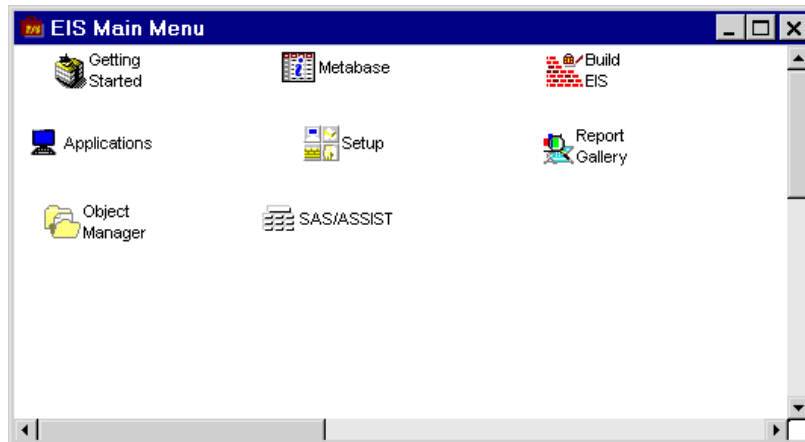 EIS Main Menu
Getting
Started
Metabase
Build
EIS
Applications
Setup
Report
Gallery
Object
Manager
SAS/ASSIST